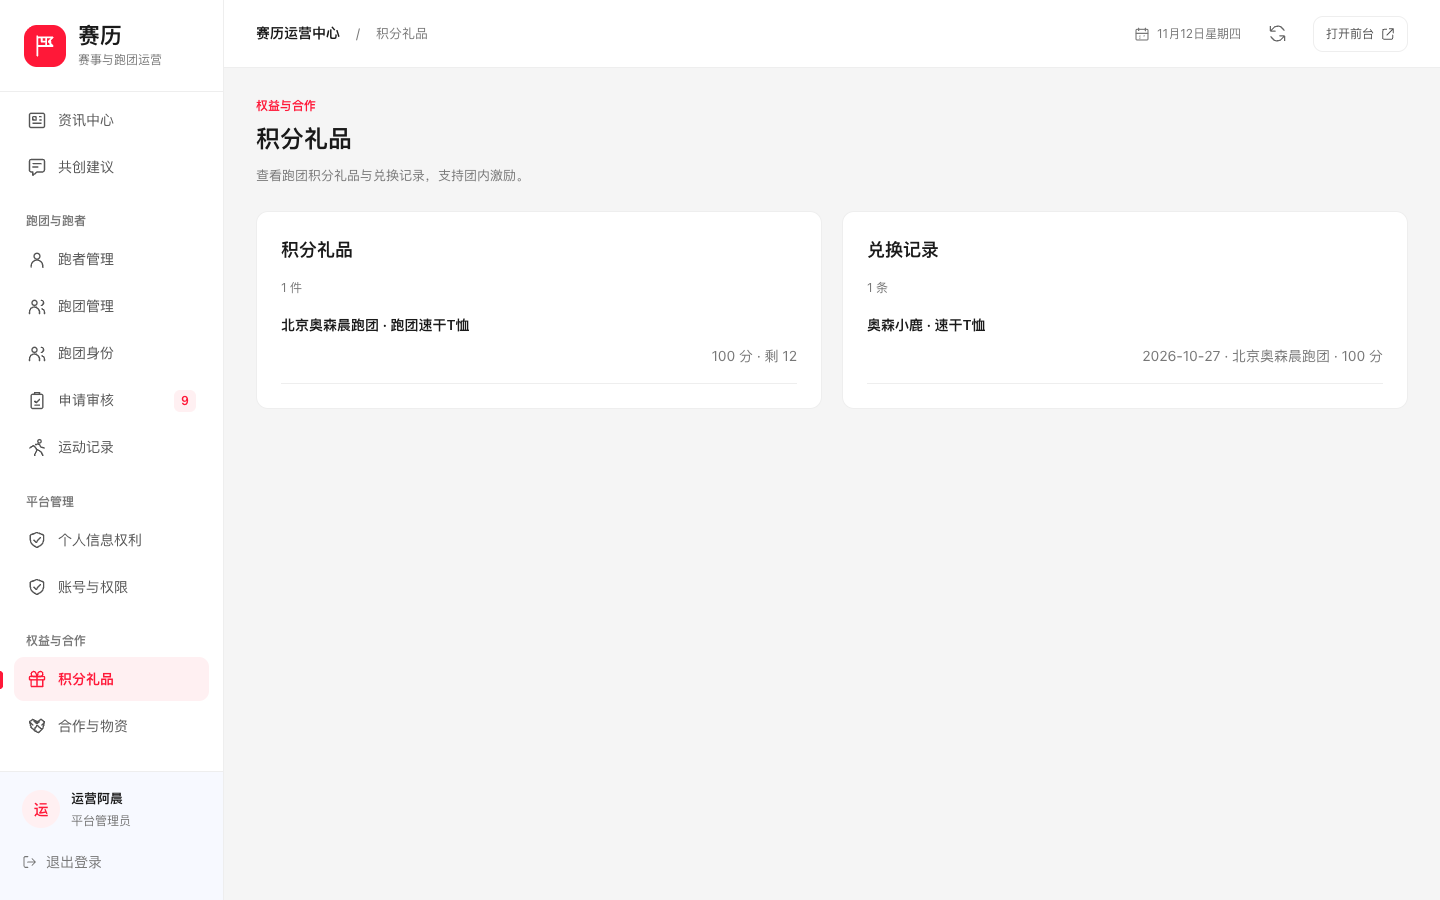 赛历
赛事与跑团运营
资讯中心
共创建议
跑团与跑者
跑者管理
跑团管理
跑团身份
申请审核 9
运动记录
平台管理
个人信息权利
账号与权限
权益与合作
积分礼品
合作与物资
运
运营阿晨
平台管理员
退出登录
赛历运营中心 / 积分礼品
11月12日星期四
打开前台
权益与合作
积分礼品
查看跑团积分礼品与兑换记录，支持团内激励。
积分礼品
1 件
北京奥森晨跑团 · 跑团速干T恤
100 分 · 剩 12
兑换记录
1 条
奥森小鹿 · 速干T恤
2026-10-27 · 北京奥森晨跑团 · 100 分